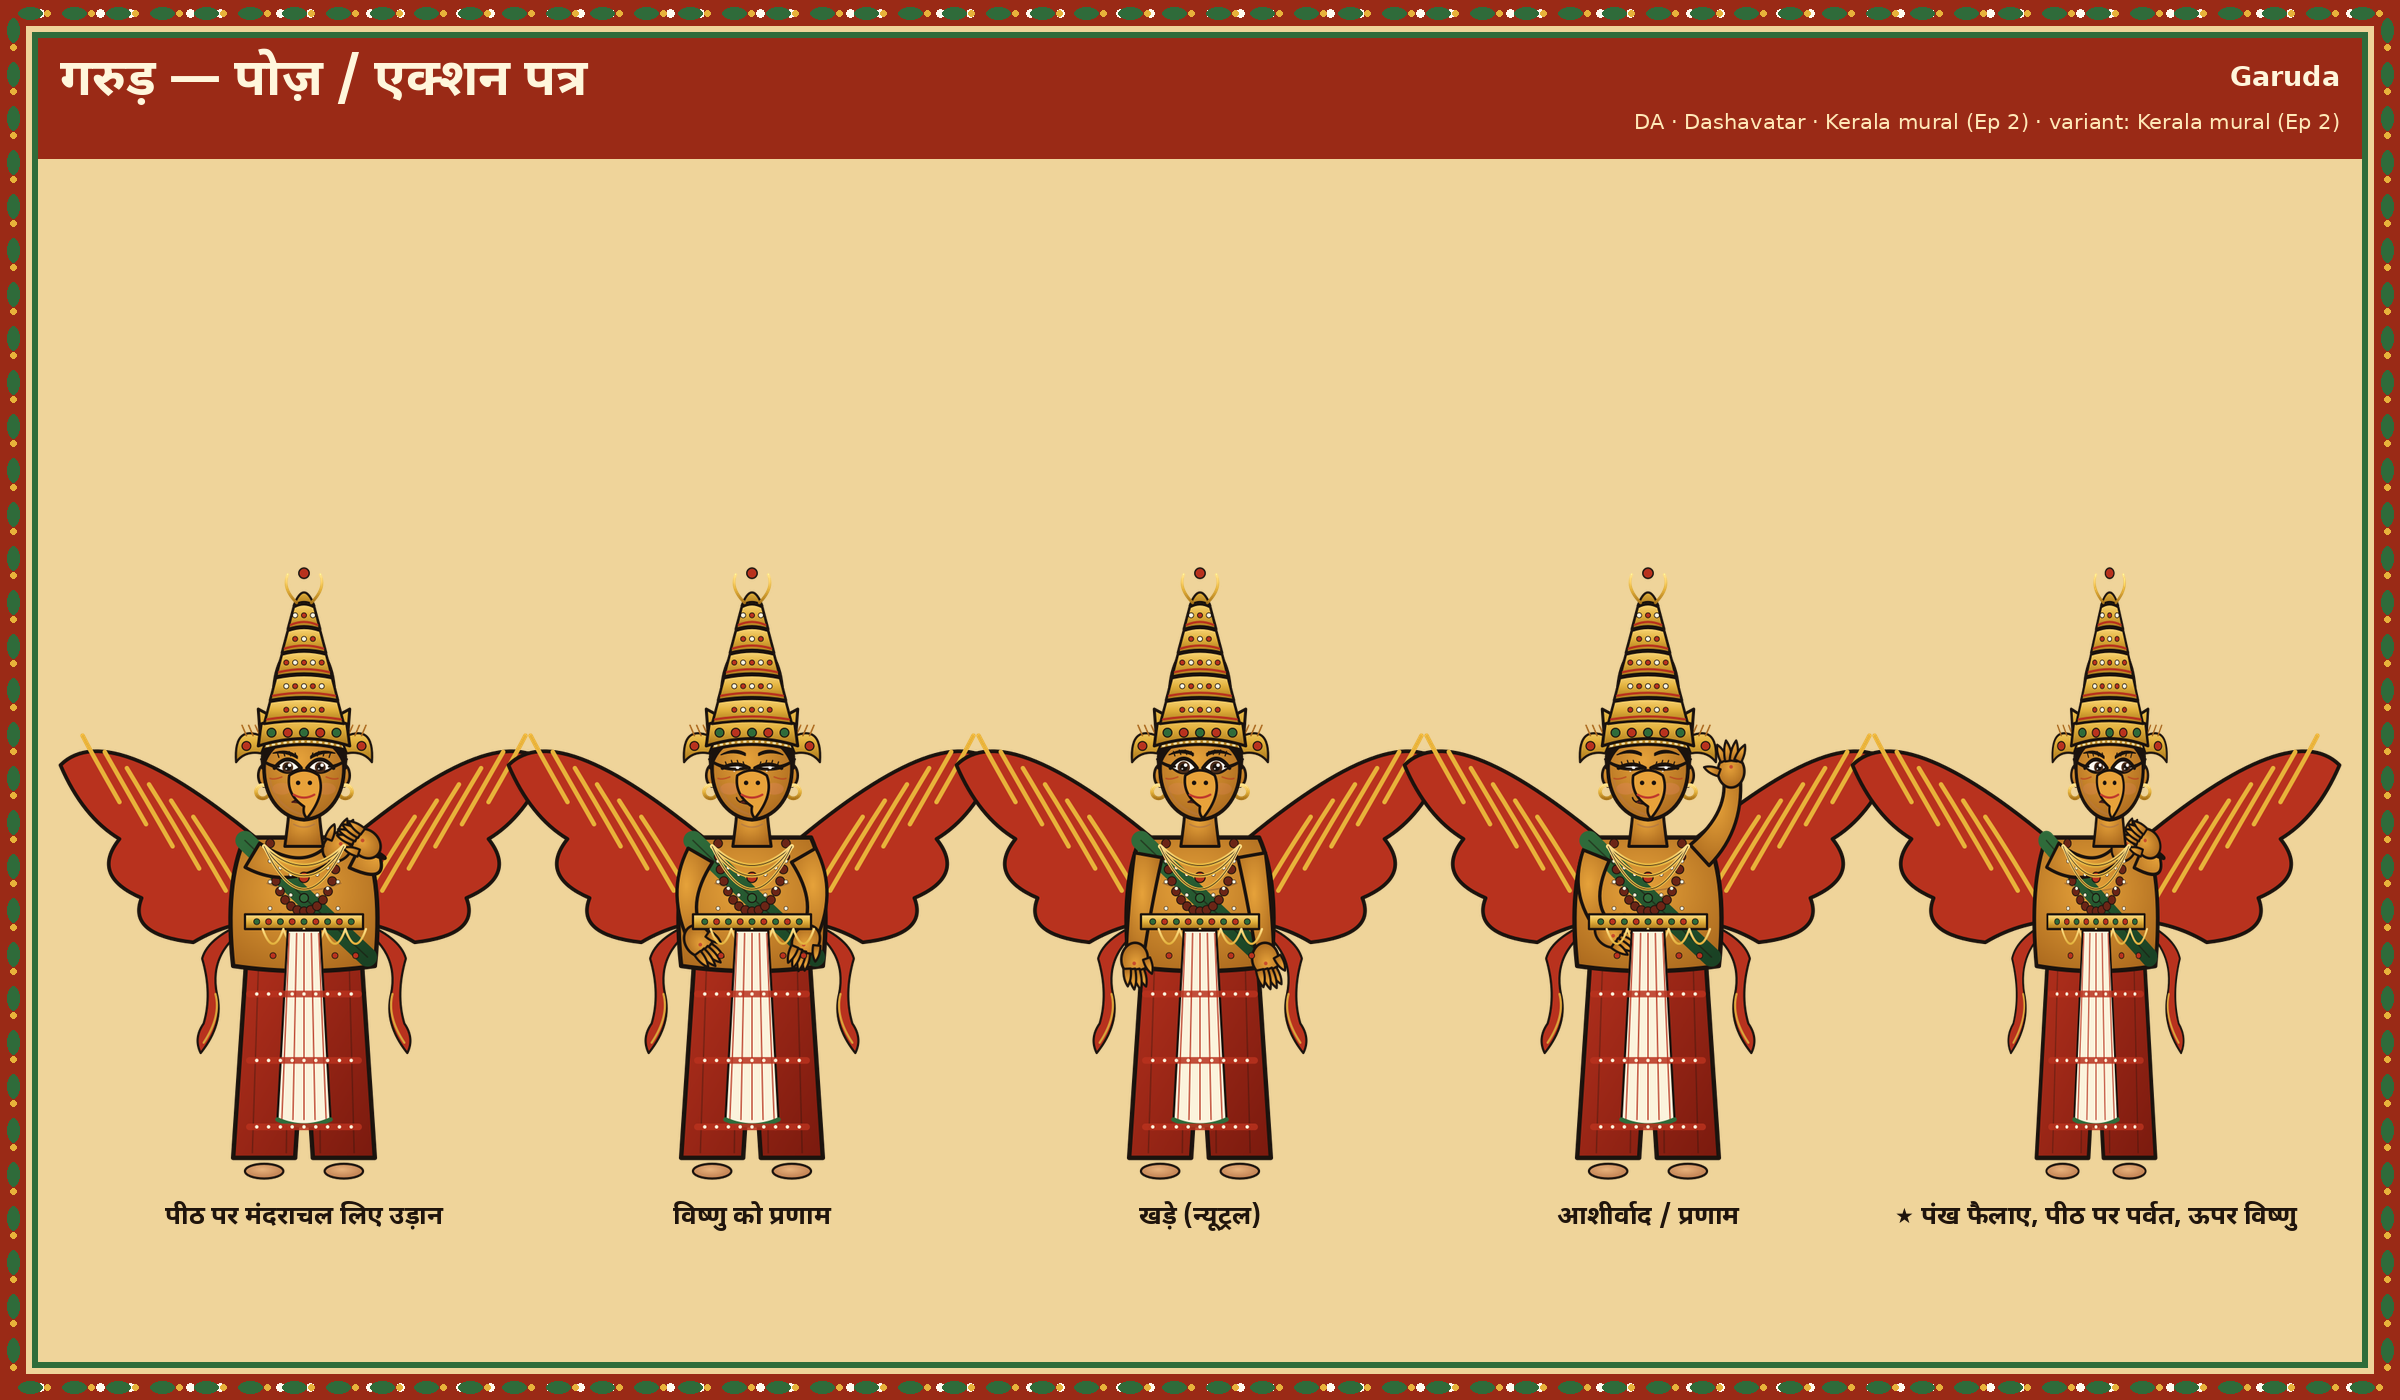 गरुड़ — पोज़ / एक्शन पत्र
Garuda
DA · Dashavatar · Kerala mural (Ep 2) · variant: Kerala mural (Ep 2)
पीठ पर मंदराचल लिए उड़ान
विष्णु को प्रणाम
खड़े (न्यूट्रल)
आशीर्वाद / प्रणाम
★ पंख फैलाए, पीठ पर पर्वत, ऊपर विष्णु